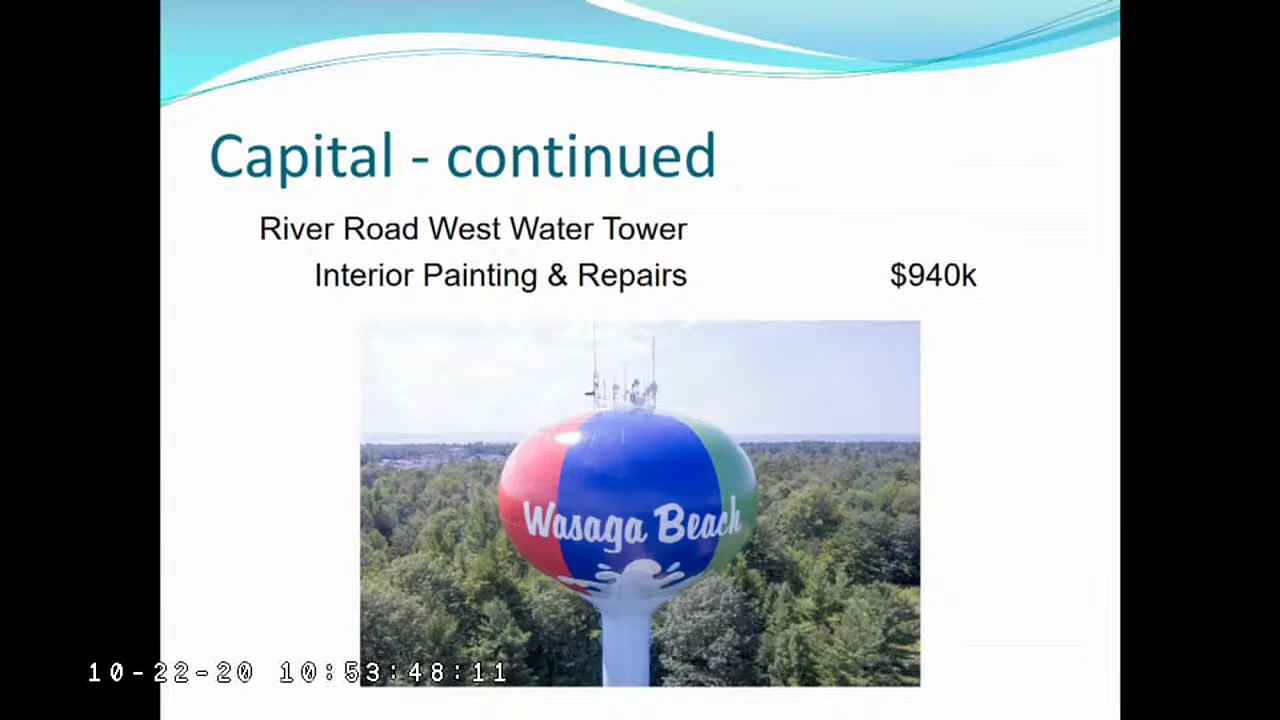 Capital - continued
River Road West Water Tower
Interior Painting & Repairs $940k
Wasaga Beach
10-22-20 10:53:48:11